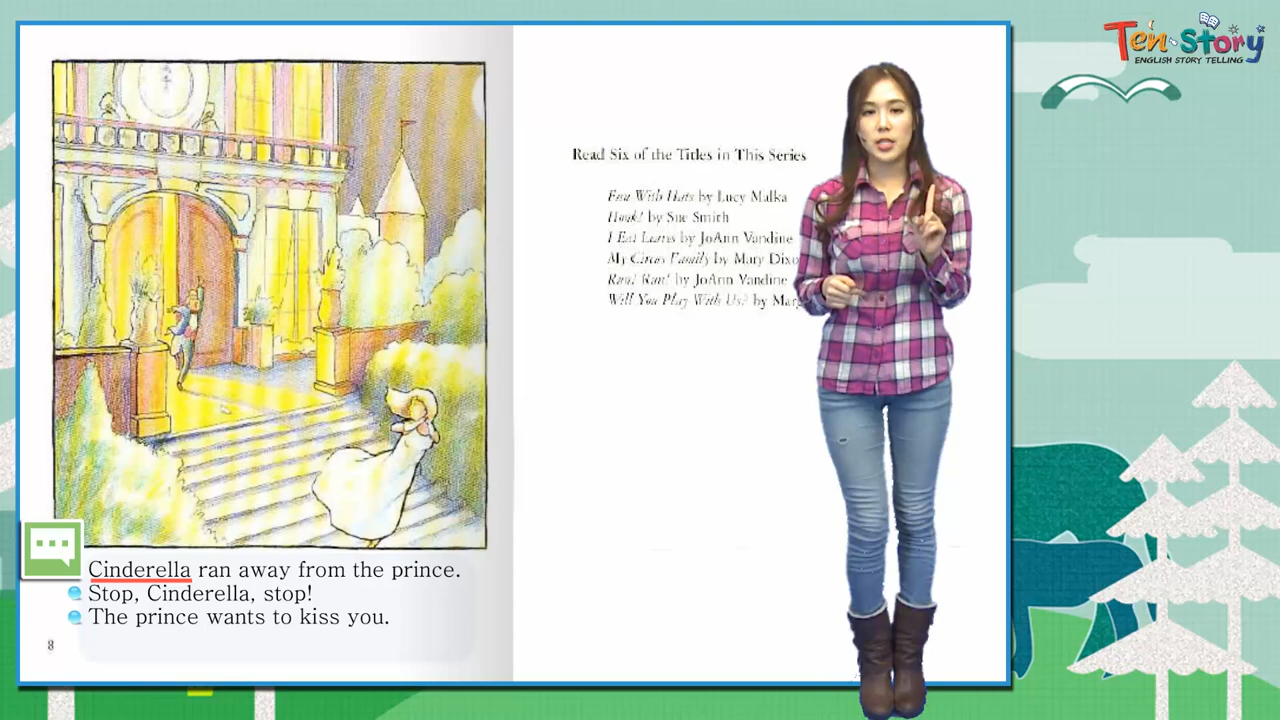 Ten Story
ENGLISH STORY TELLING
Read Six of the Titles in This Series
Fun With Hats by Lucy Malka
Honk! by Sue Smith
I Eat Leaves by JoAnn Vandine
My Circus Family by Mary Dixo
Run! Run! by JoAnn Vandine
Will You Play With Us? by Mar
Cinderella ran away from the prince.
Stop, Cinderella, stop!
The prince wants to kiss you.
8